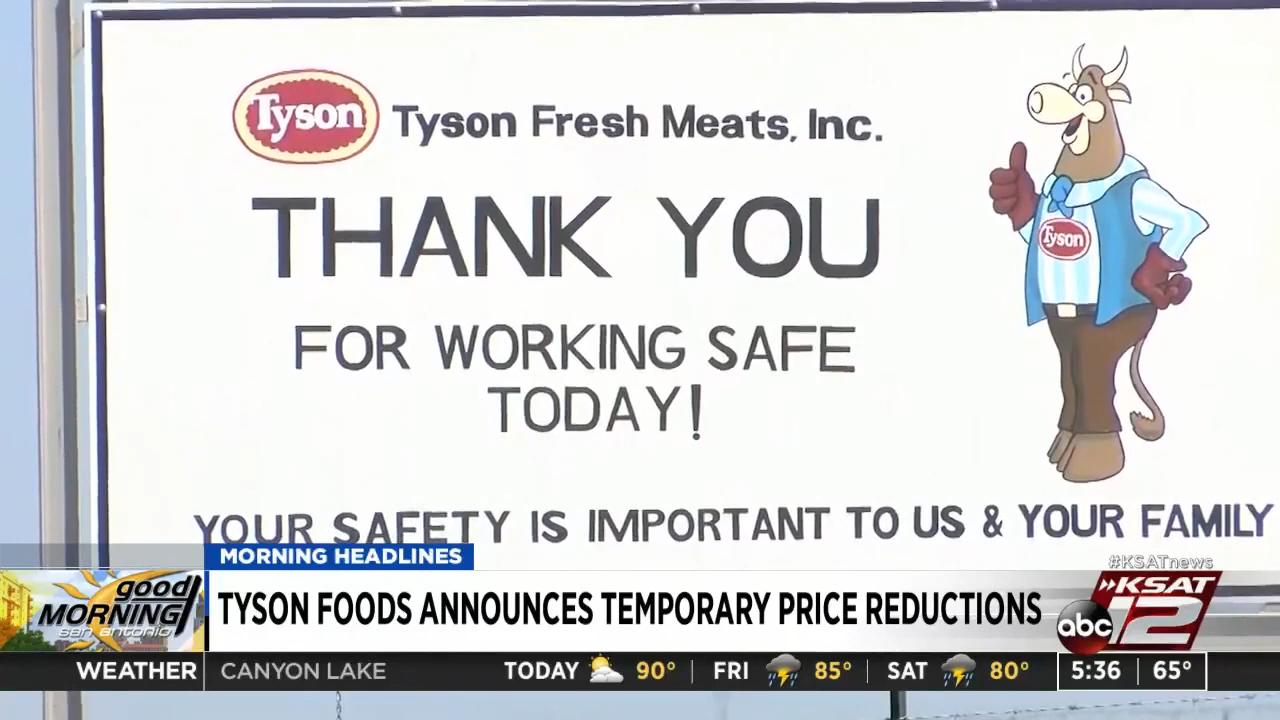 Tyson
Tyson Fresh Meats, Inc.
THANK YOU
FOR WORKING SAFE
TODAY!
Tyson
YOUR SAFETY IS IMPORTANT TO US & YOUR FAMILY
MORNING HEADLINES
#KSATnews
good
MORNING
san antonio
TYSON FOODS ANNOUNCES TEMPORARY PRICE REDUCTIONS
abc
KSAT
12
WEATHER CANYON LAKE TODAY 90° FRI 85° SAT 80° 5:36 65°